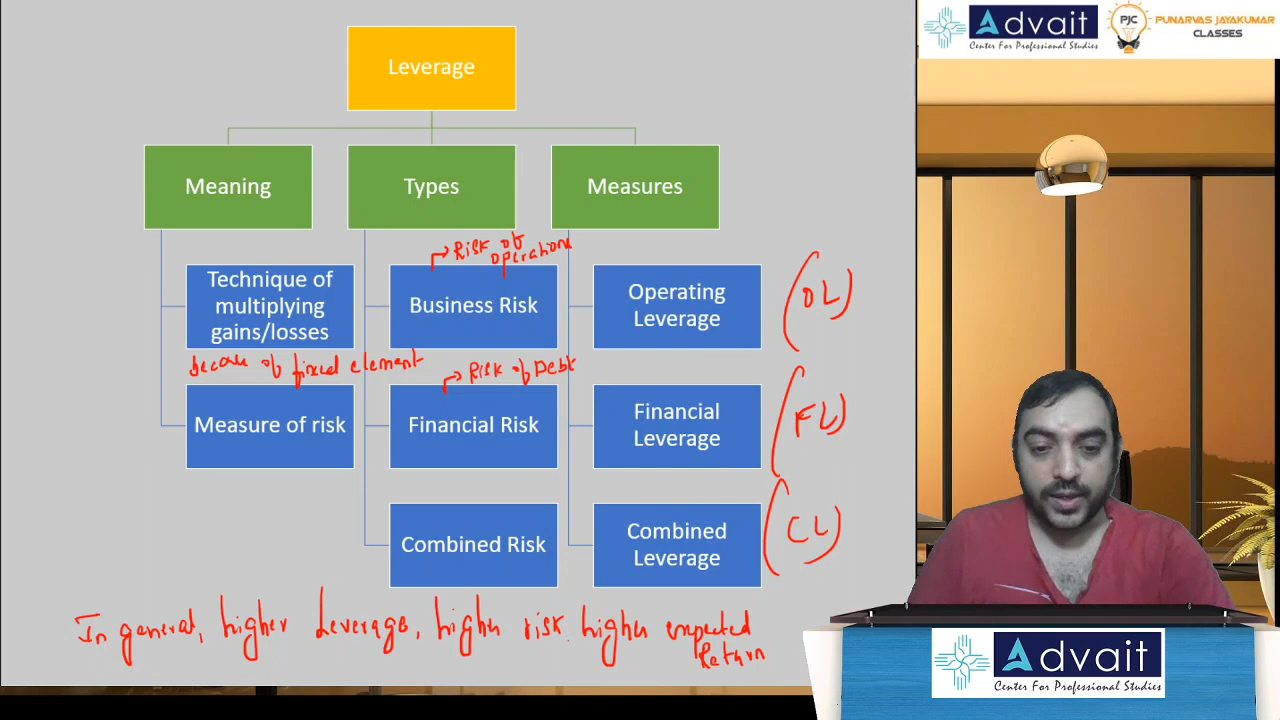 Leverage
Advait
Center For Professional Studies
PJC
PUNARVAS JAYAKUMAR
CLASSES
Meaning
Types
Measures
Risk of
operations
Technique of
multiplying
gains/losses
Business Risk
Operating
Leverage
(OL)
because of fixed element
Risk of Debt
Measure of risk
Financial Risk
Financial
Leverage
(FL)
Combined Risk
Combined
Leverage
(CL)
In general, higher Leverage, higher risk. higher expected
Return
Advait
Center For Professional Studies